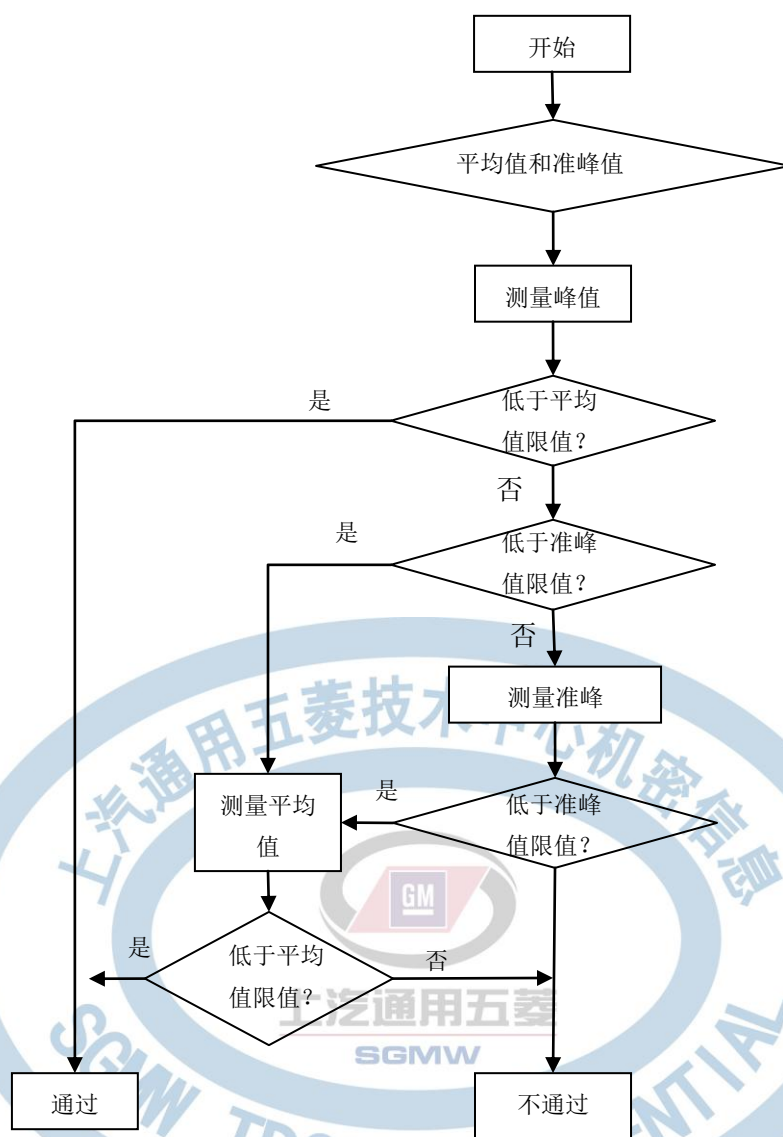 开始
平均值和准峰值
测量峰值
是
低于平均
值限值？
否
是
低于准峰
值限值？
否
测量准峰
上汽通用五菱技术中心机密信息
测量平均
值
是
低于准峰
值限值？
GM
是
低于平均
值限值？
否
上汽通用五菱
SGMW
通过
不通过
SGMW